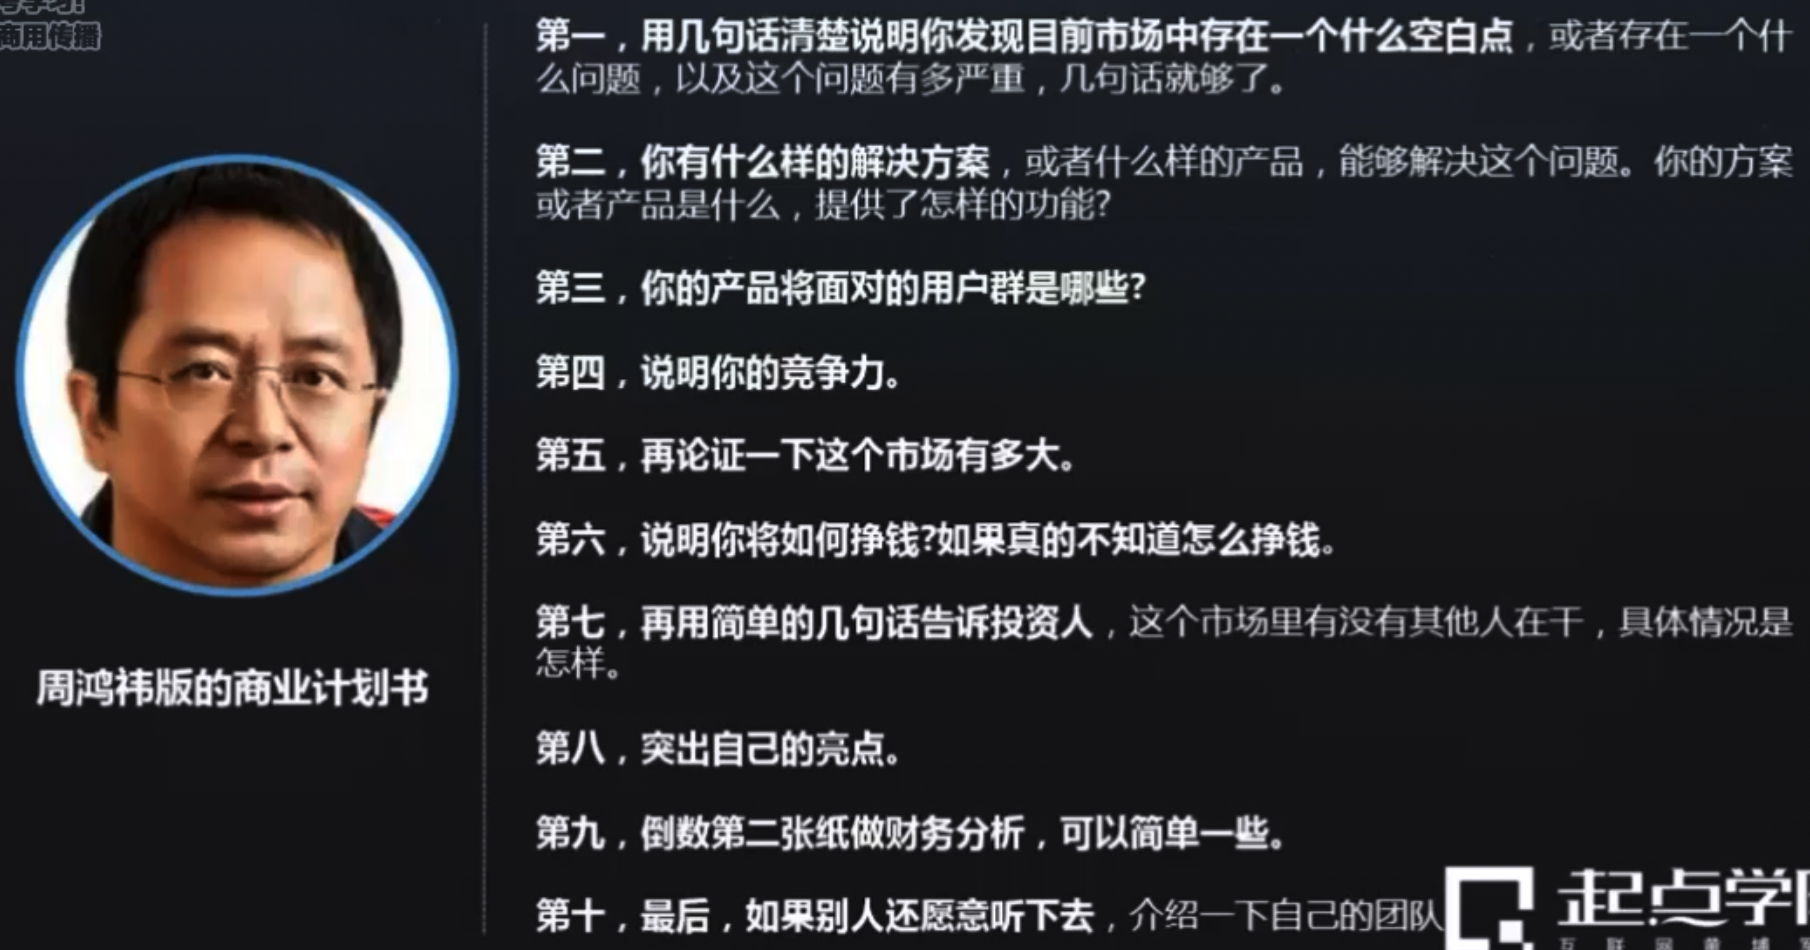 商用传播
第一，用几句话清楚说明你发现目前市场中存在一个什么空白点，或者存在一个什
么问题，以及这个问题有多严重，几句话就够了。
第二，你有什么样的解决方案，或者什么样的产品，能够解决这个问题。你的方案
或者产品是什么，提供了怎样的功能?
第三，你的产品将面对的用户群是哪些?
第四，说明你的竞争力。
第五，再论证一下这个市场有多大。
第六，说明你将如何挣钱?如果真的不知道怎么挣钱。
第七，再用简单的几句话告诉投资人，这个市场里有没有其他人在干，具体情况是
怎样。
周鸿祎版的商业计划书
第八，突出自己的亮点。
第九，倒数第二张纸做财务分析，可以简单一些。
第十，最后，如果别人还愿意听下去，介绍一下自己的团队
起点学院